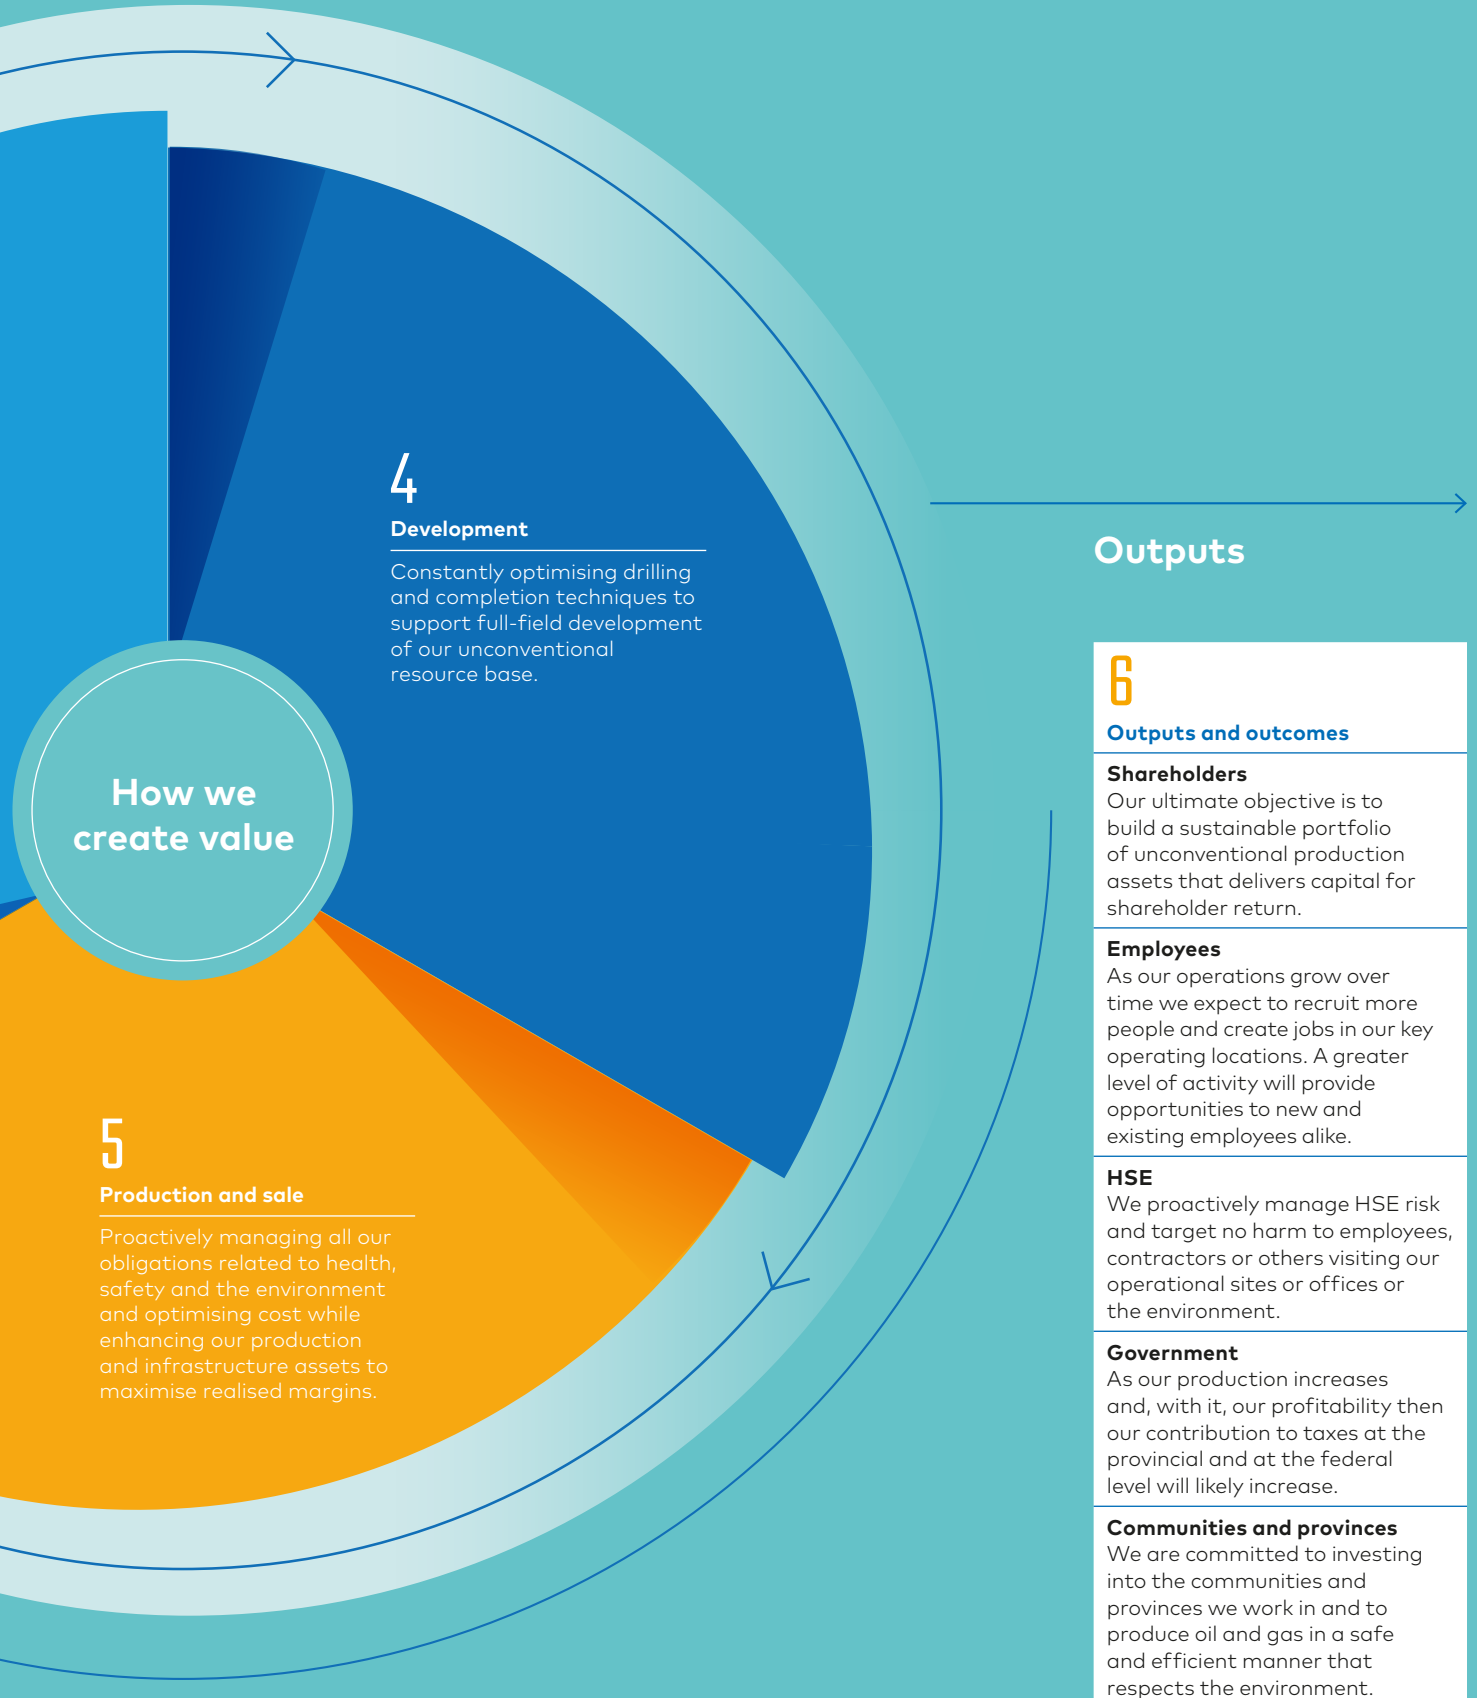 4
Development
Constantly optimising drilling
and completion techniques to
support full-field development
of our unconventional
resource base.
How we
create value
5
Production and sale
Proactively managing all our
obligations related to health,
safety and the environment
and optimising cost while
enhancing our production
and infrastructure assets to
maximise realised margins.
Outputs
6
Outputs and outcomes
Shareholders
Our ultimate objective is to
build a sustainable portfolio
of unconventional production
assets that delivers capital for
shareholder return.
Employees
As our operations grow over
time we expect to recruit more
people and create jobs in our key
operating locations. A greater
level of activity will provide
opportunities to new and
existing employees alike.
HSE
We proactively manage HSE risk
and target no harm to employees,
contractors or others visiting our
operational sites or offices or
the environment.
Government
As our production increases
and, with it, our profitability then
our contribution to taxes at the
provincial and at the federal
level will likely increase.
Communities and provinces
We are committed to investing
into the communities and
provinces we work in and to
produce oil and gas in a safe
and efficient manner that
respects the environment.